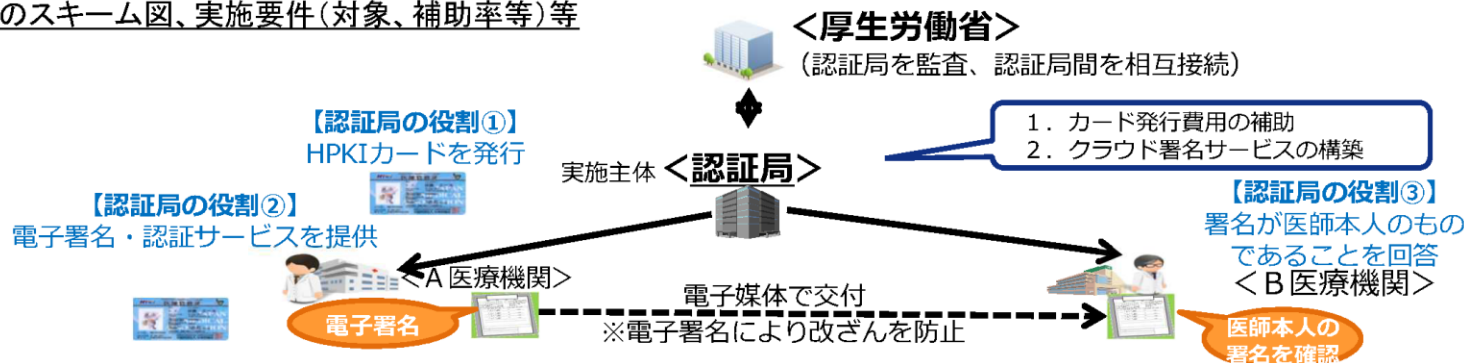 のスキーム図、実施要件（対象、補助率等）等
＜厚生労働省＞
（認証局を監査、認証局間を相互接続）
【認証局の役割①】
HPKIカードを発行
1．カード発行費用の補助
2．クラウド署名サービスの構築
実施主体＜認証局＞
【認証局の役割②】
電子署名・認証サービスを提供
【認証局の役割③】
署名が医師本人のもの
であることを回答
＜A医療機関＞
＜B医療機関＞
電子媒体で交付
※電子署名により改ざんを防止
電子署名
医師本人の
署名を確認